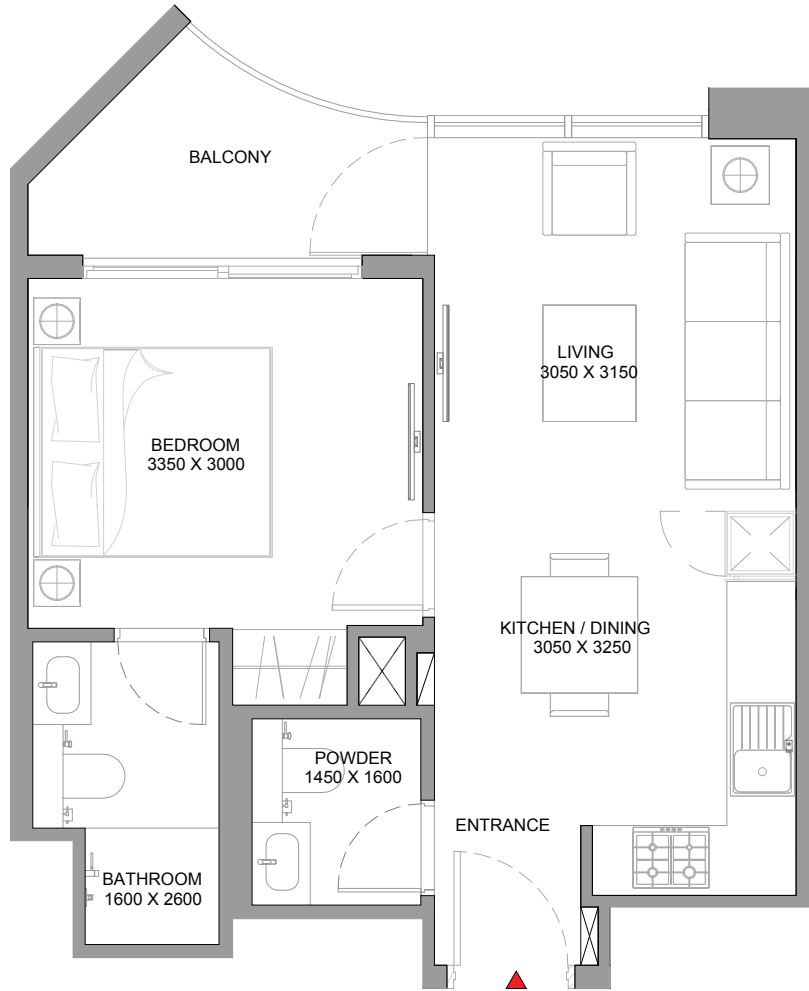 BALCONY
LIVING
3050 X 3150
BEDROOM
3350 X 3000
KITCHEN / DINING
3050 X 3250
POWDER
1450 X 1600
ENTRANCE
BATHROOM
1600 X 2600